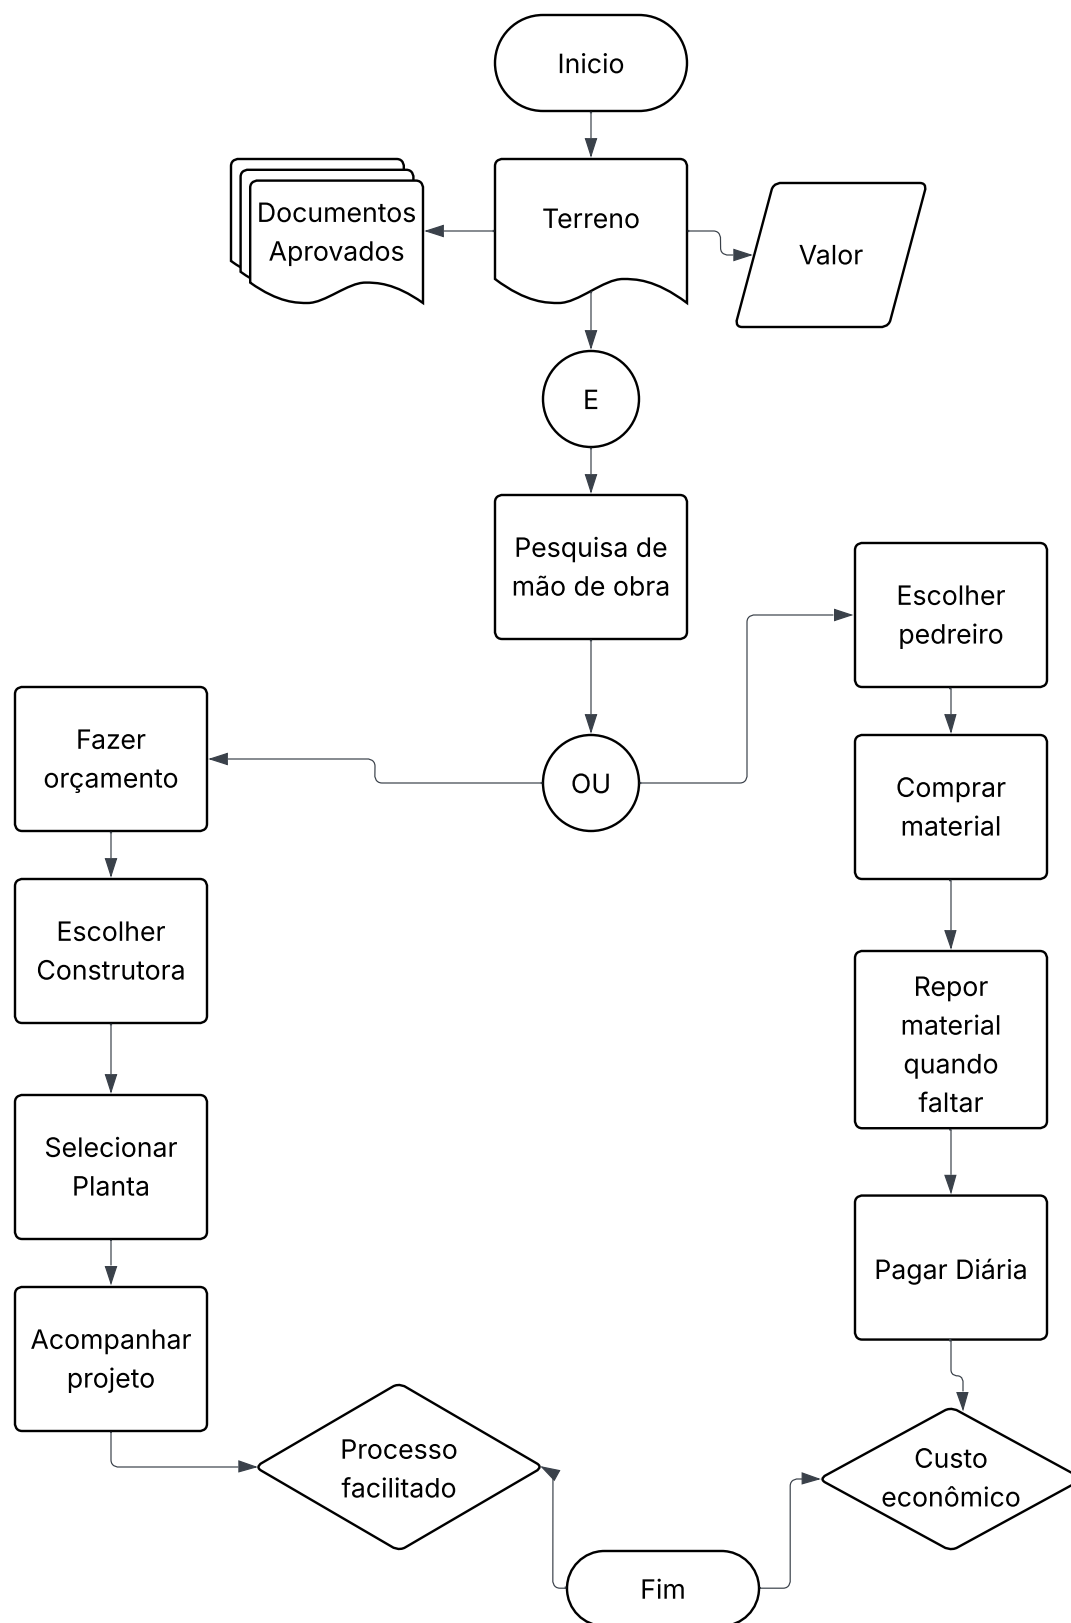 Inicio
Documentos
Aprovados
Terreno
Valor
E
Pesquisa de
mão de obra
OU
Escolher
pedreiro
Comprar
material
Repor
material
quando
faltar
Pagar Diária
Custo
econômico
Fazer
orçamento
Escolher
Construtora
Selecionar
Planta
Acompanhar
projeto
Processo
facilitado
Fim